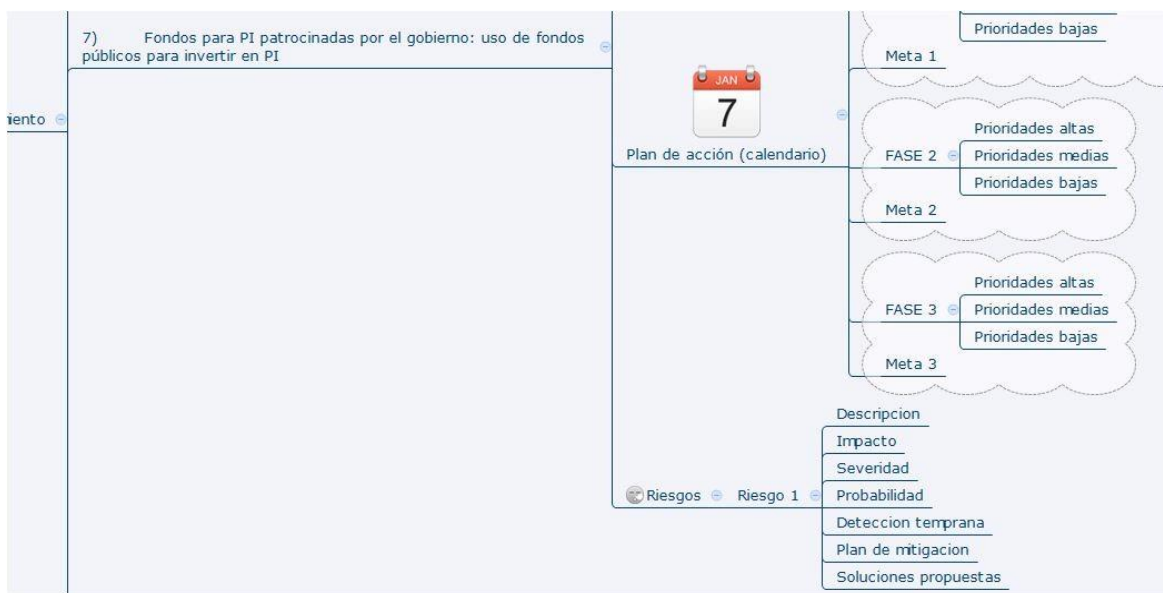 7) Fondos para PI patrocinadas por el gobierno: uso de fondos
públicos para invertir en PI
Prioridades bajas
Meta 1
JAN
7
Plan de acción (calendario)
Prioridades altas
FASE 2
Prioridades medias
Prioridades bajas
Meta 2
Prioridades altas
FASE 3
Prioridades medias
Prioridades bajas
Meta 3
Riesgos
Riesgo 1
Descripcion
Impacto
Severidad
Probabilidad
Deteccion temprana
Plan de mitigacion
Soluciones propuestas